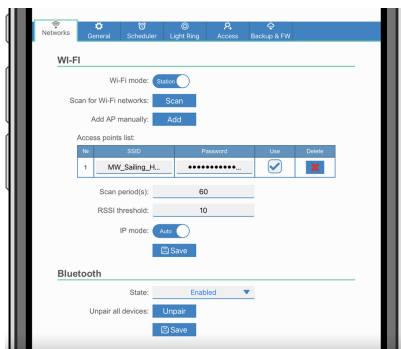 Networks General Scheduler Light Ring Access Backup & FW
WI-FI
Wi-Fi mode: Station
Scan for Wi-Fi networks: Scan
Add AP manually: Add
Access points list:
№ SSID Password Use Delete
1 MW_Sailing_H... •••••••••••...
Scan period(s): 60
RSSI threshold: 10
IP mode: Auto
Save
Bluetooth
State: Enabled
Unpair all devices: Unpair
Save